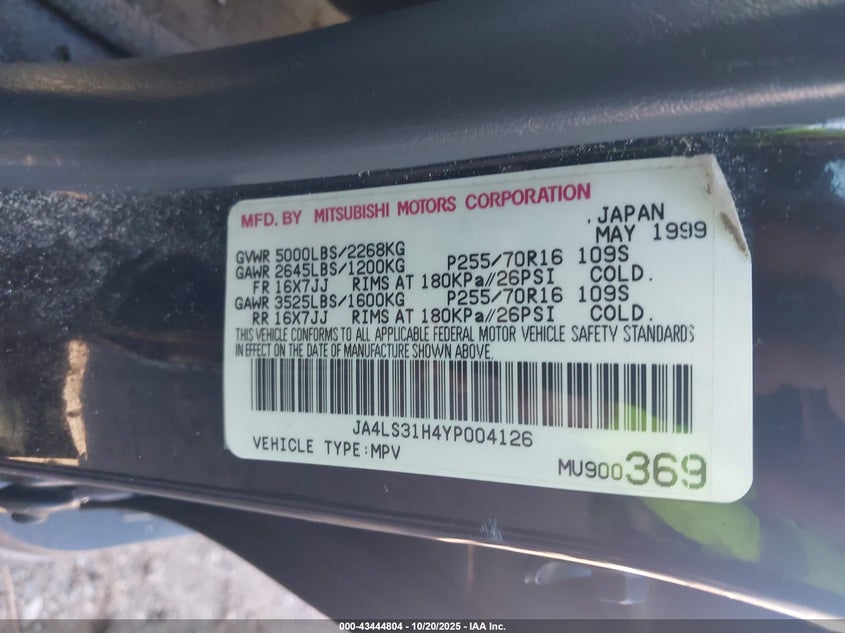 MFD. BY MITSUBISHI MOTORS CORPORATION , JAPAN
MAY 1999
GVWR 5000LBS/2268KG
GAWR 2645LBS/1200KG P255/70R16 109S
FR 16X7JJ RIMS AT 180KPa//26PSI COLD.
GAWR 3525LBS/1600KG P255/70R16 109S
RR 16X7JJ RIMS AT 180KPa//26PSI COLD.
THIS VEHICLE CONFORMS TO ALL APPLICABLE FEDERAL MOTOR VEHICLE SAFETY STANDARDS
IN EFFECT ON THE DATE OF MANUFACTURE SHOWN ABOVE.
JA4LS31H4YP004126
VEHICLE TYPE:MPV
MU900369
000-43444804 | 10/20/2025 - IAA Inc.